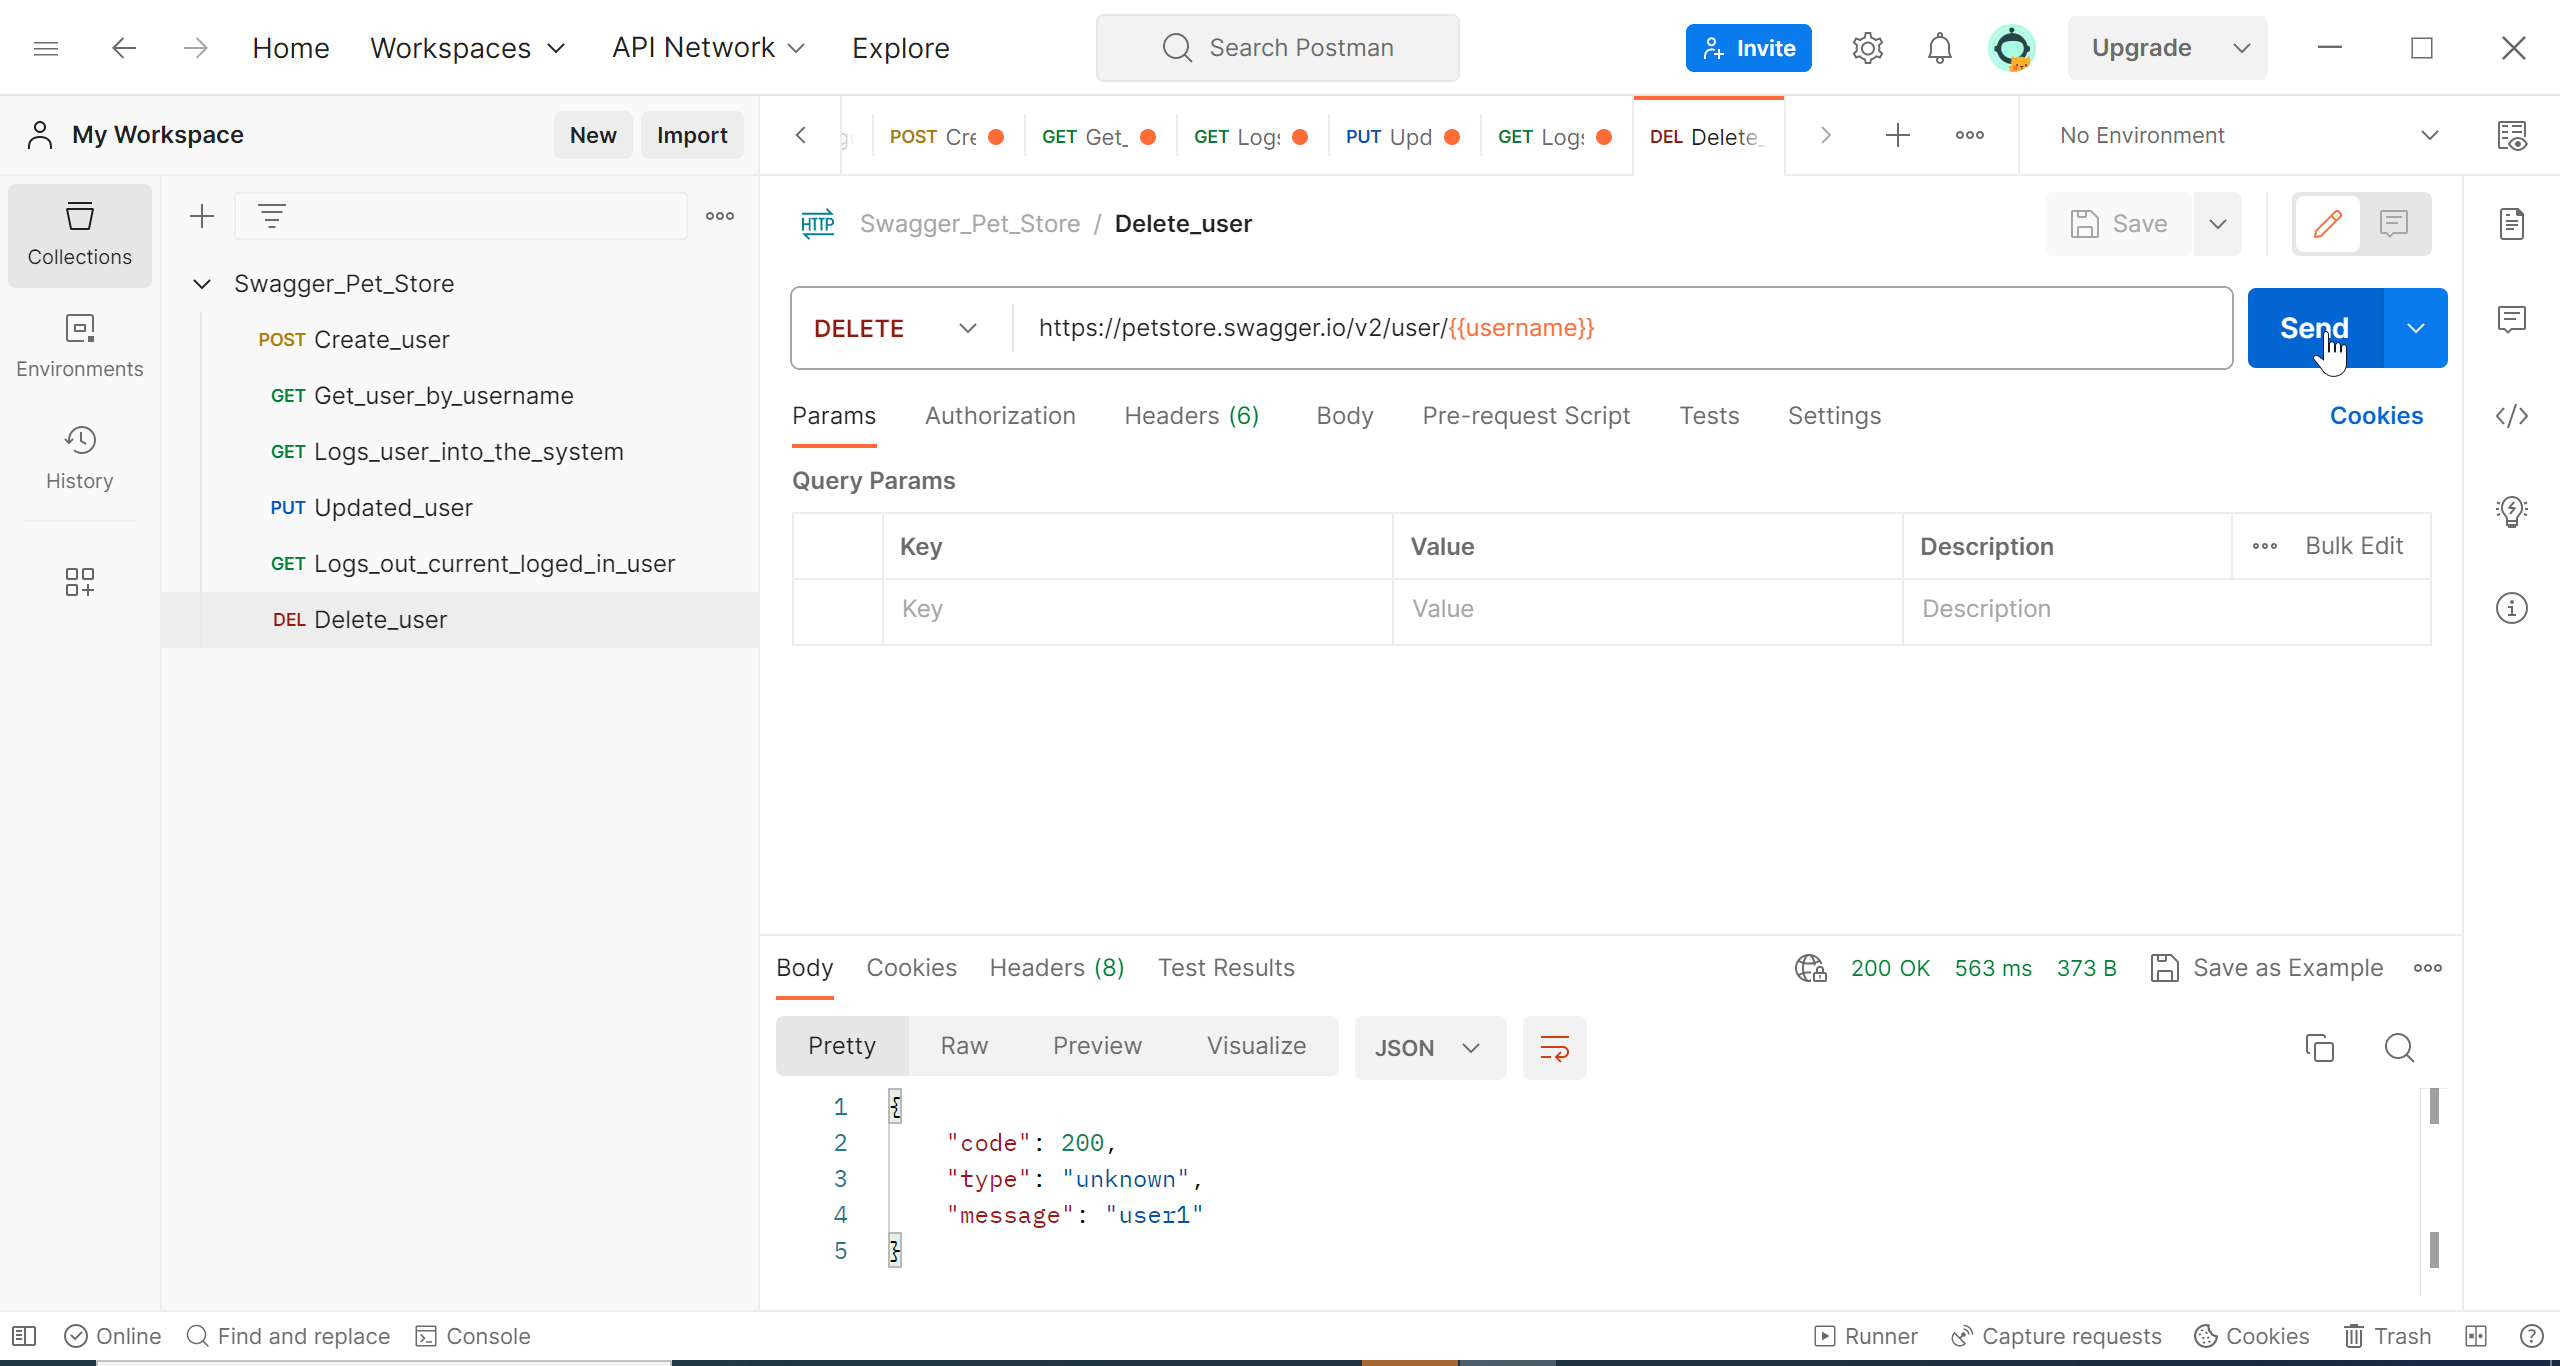 Home Workspaces API Network Explore Search Postman Invite Upgrade
My Workspace New Import
POST Cre GET Get_ GET Logs PUT Upd GET Logs DEL Delete_ No Environment
Collections
Environments
History
Swagger_Pet_Store
POST Create_user
GET Get_user_by_username
GET Logs_user_into_the_system
PUT Updated_user
GET Logs_out_current_loged_in_user
DEL Delete_user
HTTP Swagger_Pet_Store / Delete_user Save
DELETE https://petstore.swagger.io/v2/user/{{username}} Send
Params Authorization Headers (6) Body Pre-request Script Tests Settings Cookies
Query Params
Key Value Description Bulk Edit
Key Value Description
Body Cookies Headers (8) Test Results 200 OK 563 ms 373 B Save as Example
Pretty Raw Preview Visualize JSON
1 {
2 "code": 200,
3 "type": "unknown",
4 "message": "user1"
5 }
Online Find and replace Console Runner Capture requests Cookies Trash